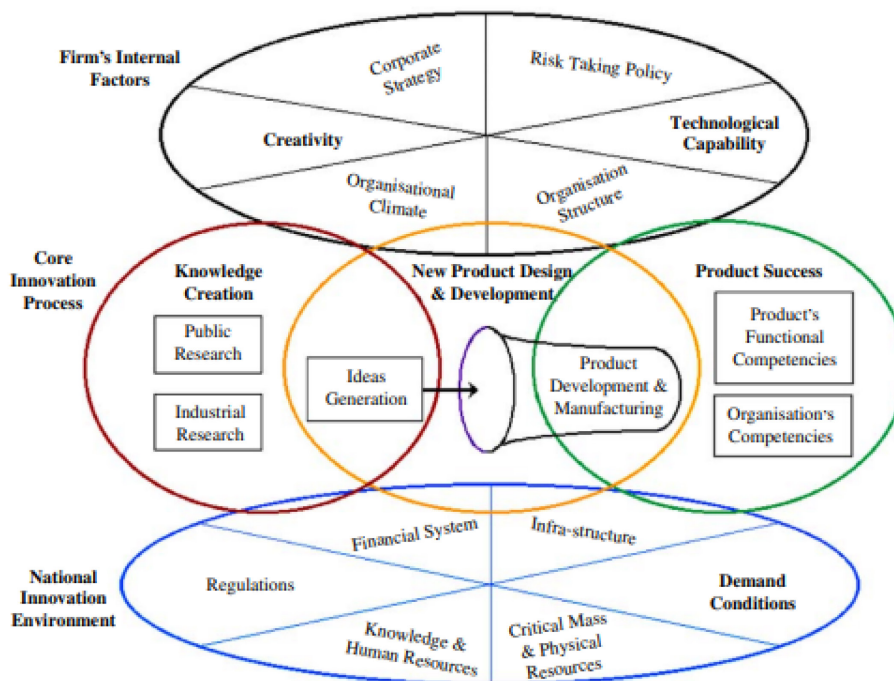 Firm's Internal
Factors
Corporate
Strategy
Risk Taking Policy
Creativity
Technological
Capability
Organisational
Climate
Organisation
Structure
Core
Innovation
Process
Knowledge
Creation
New Product Design
& Development
Product Success
Public
Research
Industrial
Research
Ideas
Generation
Product
Development &
Manufacturing
Product's
Functional
Competencies
Organisation's
Competencies
National
Innovation
Environment
Financial System
Infra-structure
Regulations
Demand
Conditions
Knowledge &
Human Resources
Critical Mass
& Physical
Resources